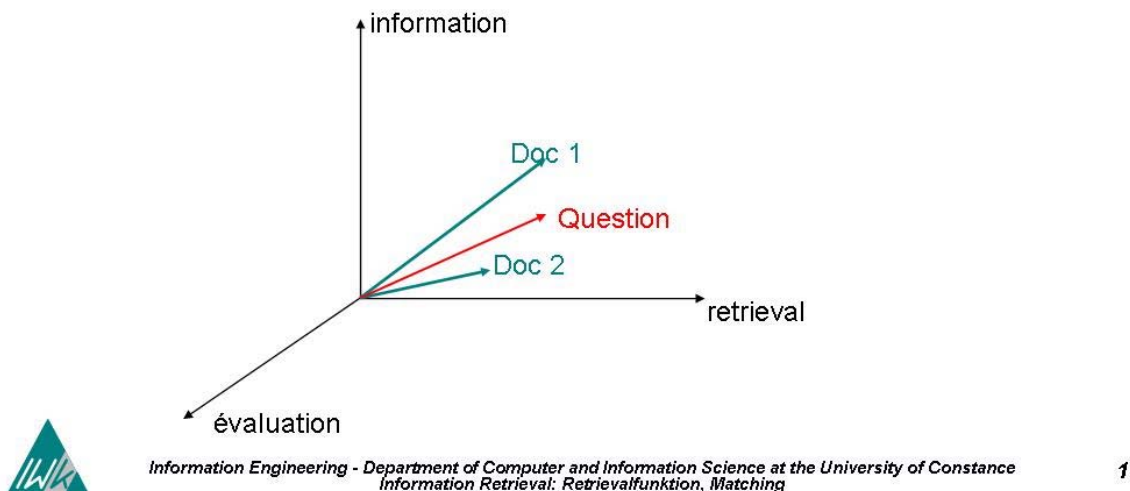 information
Doc 1
Question
Doc 2
retrieval
évaluation
IWK
Information Engineering - Department of Computer and Information Science at the University of Constance
Information Retrieval: Retrievalfunktion, Matching
1